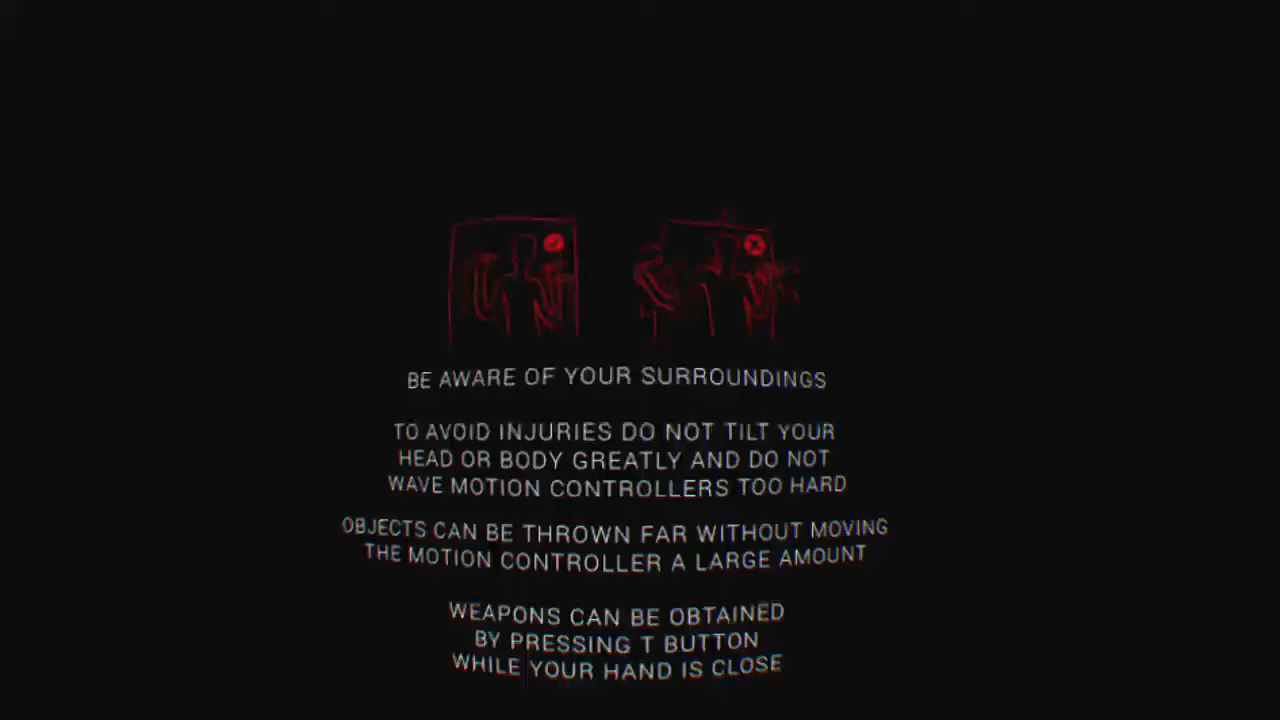 BE AWARE OF YOUR SURROUNDINGS
TO AVOID INJURIES DO NOT TILT YOUR
HEAD OR BODY GREATLY AND DO NOT
WAVE MOTION CONTROLLERS TOO HARD
OBJECTS CAN BE THROWN FAR WITHOUT MOVING
THE MOTION CONTROLLER A LARGE AMOUNT
WEAPONS CAN BE OBTAINED
BY PRESSING T BUTTON
WHILE YOUR HAND IS CLOSE